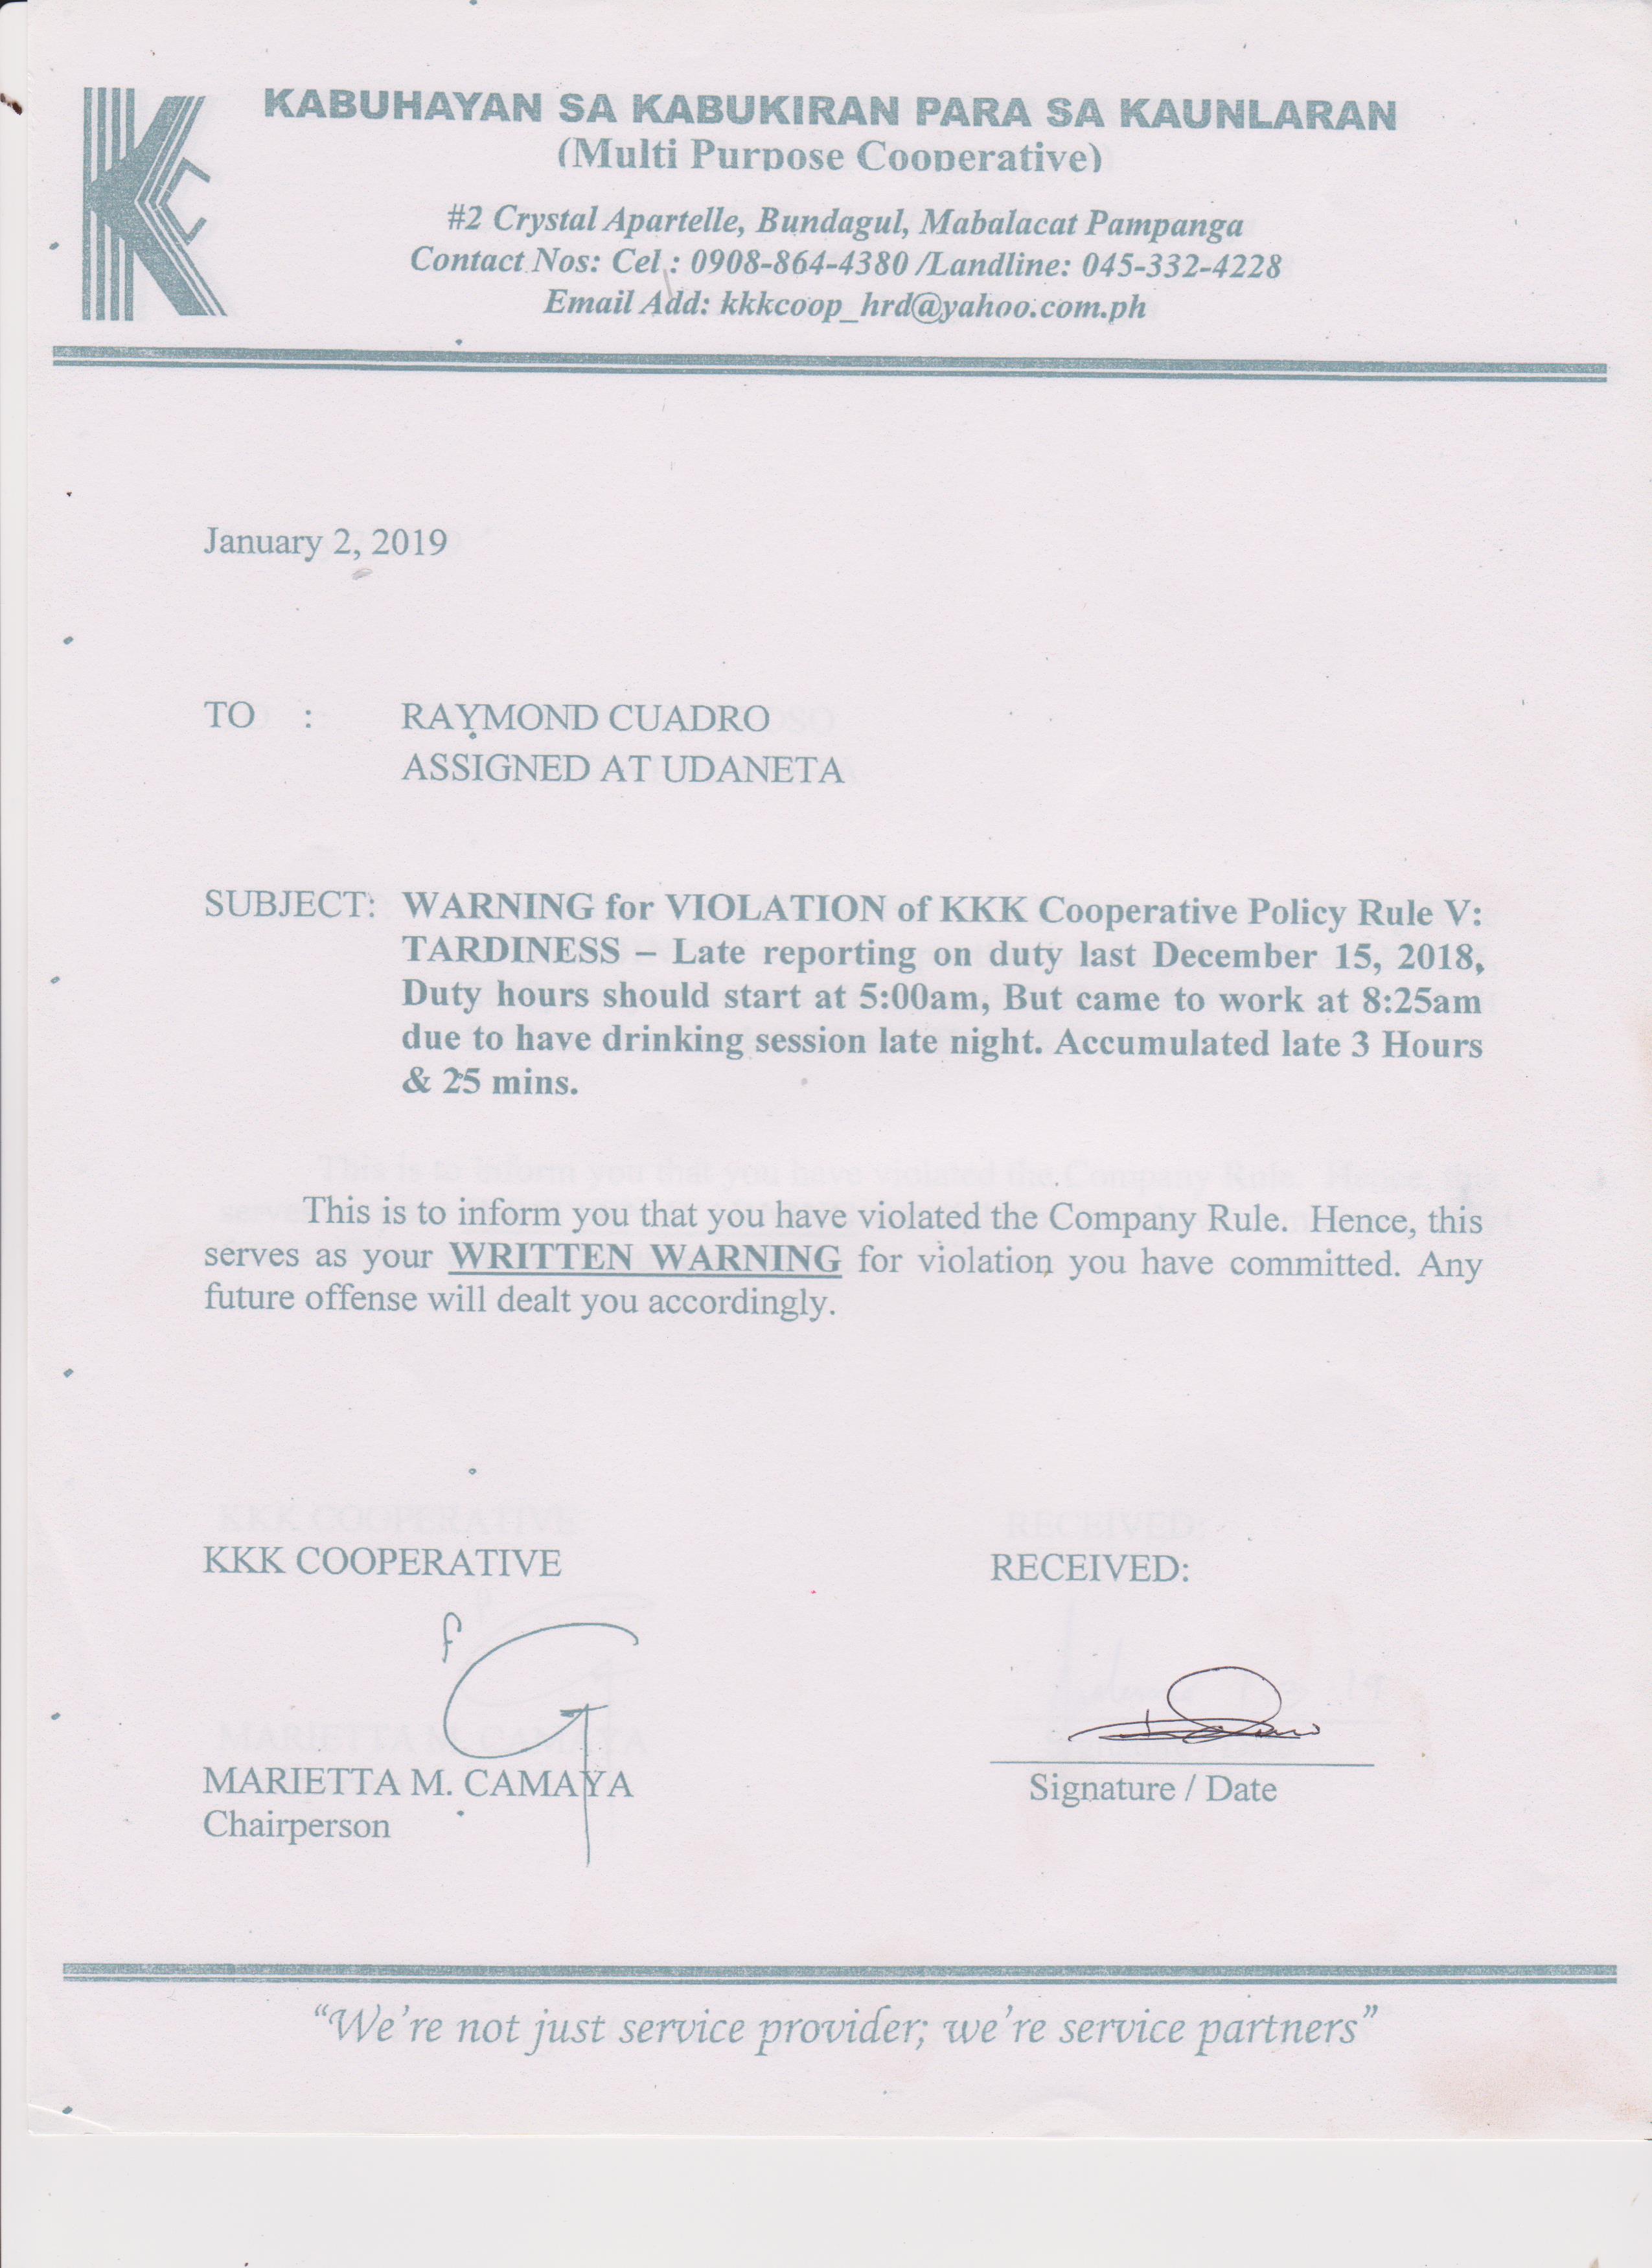 KABUHAYAN SA KABUKIRAN PARA SA KAUNLARAN
(Multi Purpose Cooperative)
#2 Crystal Apartelle, Bundagul, Mabalacat Pampanga
Contact Nos: Cel : 0908-864-4380 /Landline: 045-332-4228
Email Add: kkkcoop_hrd@yahoo.com.ph
January 2, 2019
TO : RAYMOND CUADRO
ASSIGNED AT UDANETA
SUBJECT: WARNING for VIOLATION of KKK Cooperative Policy Rule V:
TARDINESS – Late reporting on duty last December 15, 2018,
Duty hours should start at 5:00am, But came to work at 8:25am
due to have drinking session late night. Accumulated late 3 Hours
& 25 mins.
This is to inform you that you have violated the Company Rule. Hence, this
serves as your WRITTEN WARNING for violation you have committed. Any
future offense will dealt you accordingly.
KKK COOPERATIVE
RECEIVED:
MARIETTA M. CAMAYA
Chairperson
Signature / Date
“We’re not just service provider; we’re service partners”